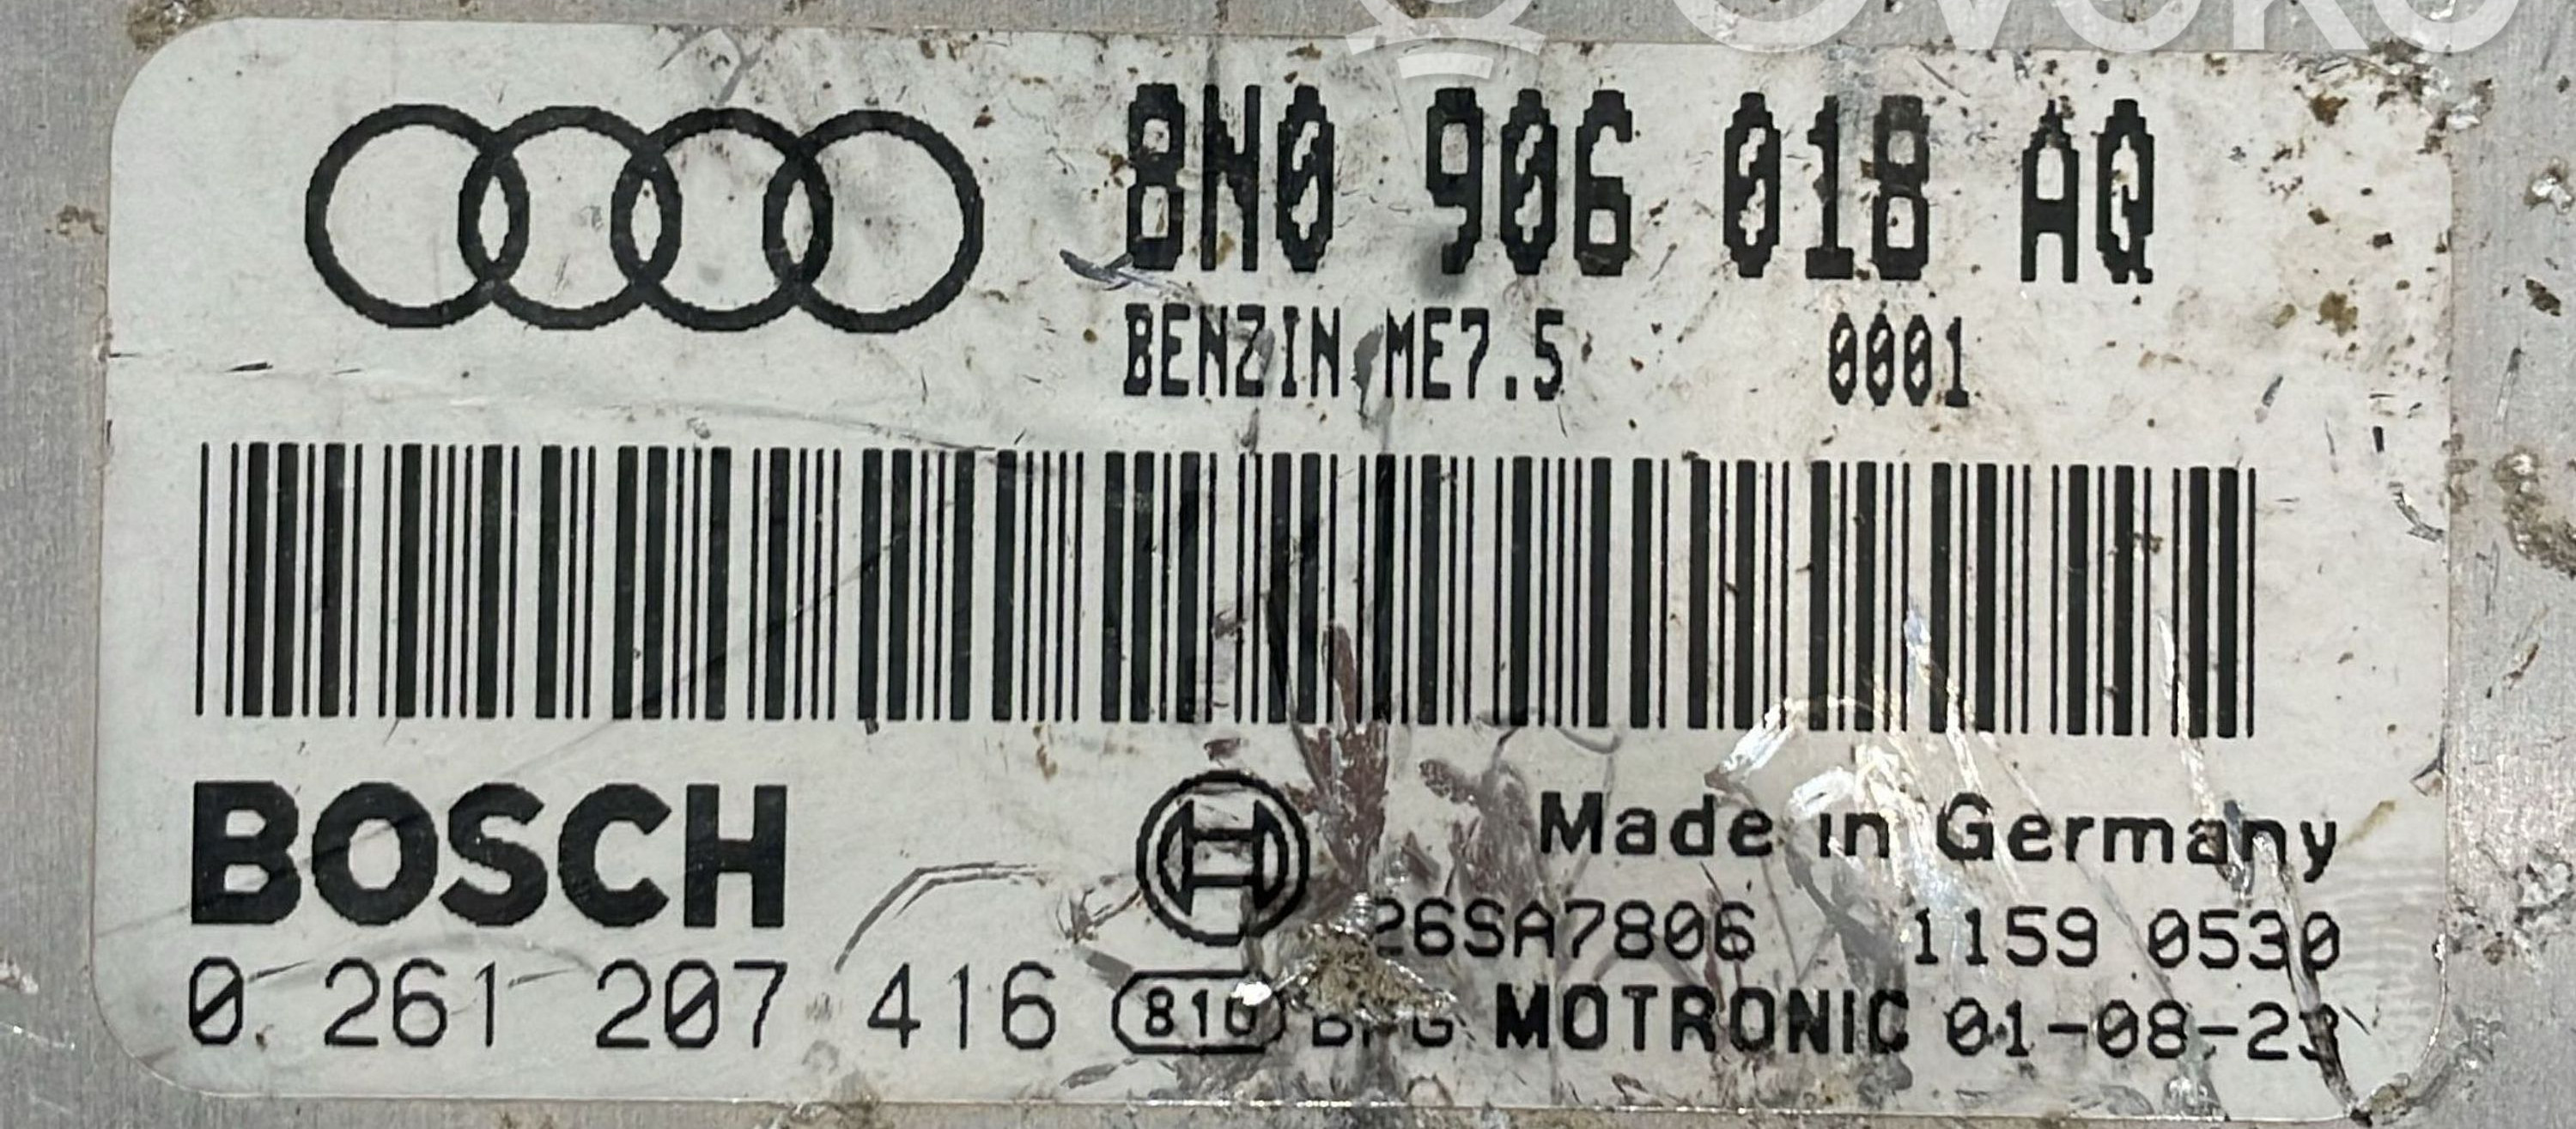 8N0 906 018 AQ
BENZIN ME7.5 0001
BOSCH
Made in Germany
26SA7806 1159 0530
0 261 207 416 810 MOTRONIC 01-08-23